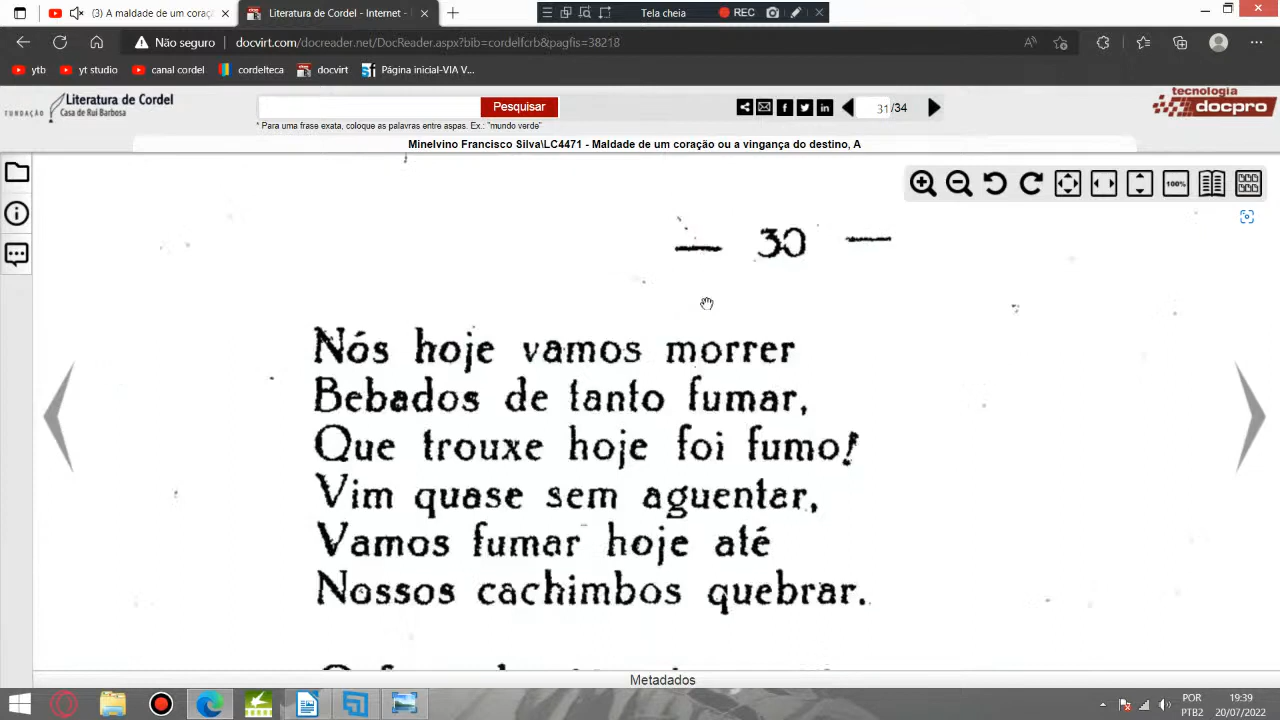 3) A maldade de um coraç
Literatura de Cordel - Internet -
Tela cheia
REC
Não seguro
docvirt.com/docreader.net/DocReader.aspx?bib=cordelfcrb&pagfis=38218
ytb
yt studio
canal cordel
cordelteca
docvirt
Página inicial-VIA V...
FUNDAÇÃO
Literatura de Cordel
Casa de Rui Barbosa
Pesquisar
* Para uma frase exata, coloque as palavras entre aspas. Ex.: "mundo verde"
31 /34
tecnologia
docpro
Minelvino Francisco Silva\LC4471 - Maldade de um coração ou a vingança do destino, A
100%
— 30 —
Nós hoje vamos morrer
Bebados de tanto fumar,
Que trouxe hoje foi fumo!
Vim quase sem aguentar,
Vamos fumar hoje até
Nossos cachimbos quebrar.
Metadados
POR
PTB2
19:39
20/07/2022